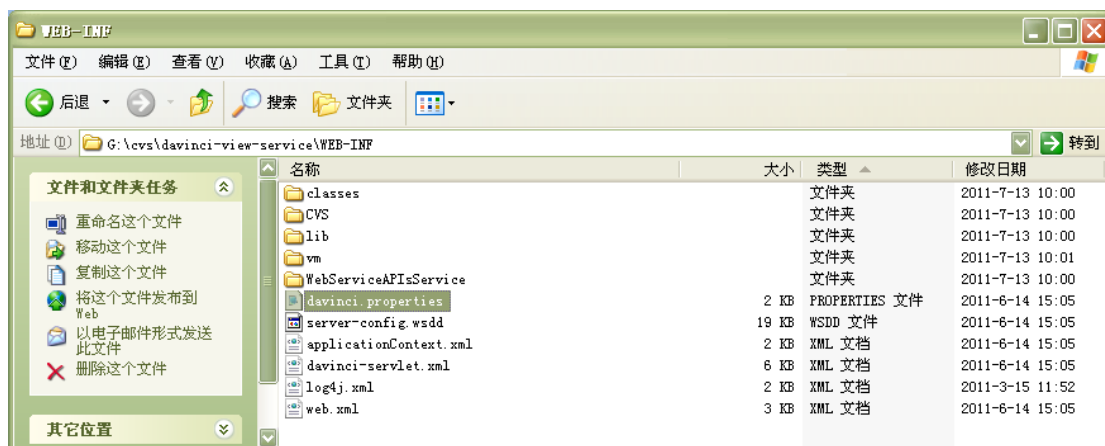 WEB-INF
文件(F) 编辑(E) 查看(V) 收藏(A) 工具(T) 帮助(H)
后退 搜索 文件夹
地址(D) G:\cvs\davinci-view-service\WEB-INF 转到
文件和文件夹任务
重命名这个文件
移动这个文件
复制这个文件
将这个文件发布到
Web
以电子邮件形式发送
此文件
删除这个文件
其它位置
名称 大小 类型 修改日期
classes 文件夹 2011-7-13 10:00
CVS 文件夹 2011-7-13 10:00
lib 文件夹 2011-7-13 10:00
vm 文件夹 2011-7-13 10:01
WebServiceAPIsService 文件夹 2011-7-13 10:00
davinci.properties 2 KB PROPERTIES 文件 2011-6-14 15:05
server-config.wsdd 19 KB WSDD 文件 2011-6-14 15:05
applicationContext.xml 2 KB XML 文档 2011-6-14 15:05
davinci-servlet.xml 6 KB XML 文档 2011-6-14 15:05
log4j.xml 2 KB XML 文档 2011-3-15 11:52
web.xml 3 KB XML 文档 2011-6-14 15:05